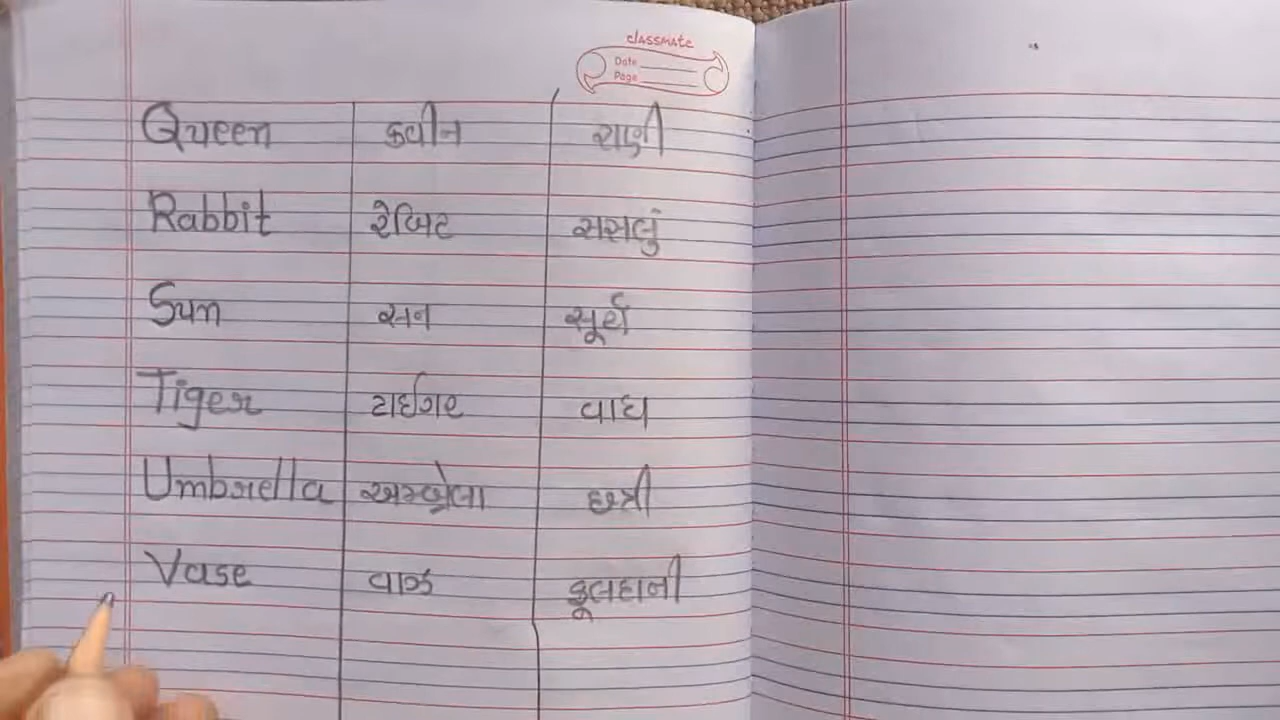 classmate
Date
Page
Queen ક્વીન રાણી
Rabbit રેબિટ સસલું
Sun સન સૂર્ય
Tiger ટાઈગર વાઘ
Umbrella અમ્બ્રેલા છત્રી
Vase વાઝ ફૂલદાની